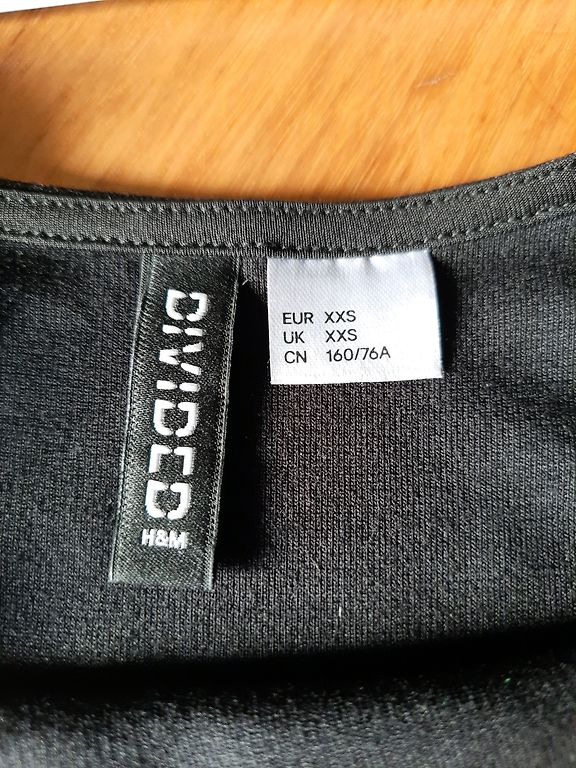 DIVIDED
H&M
EUR XXS
UK XXS
CN 160/76A